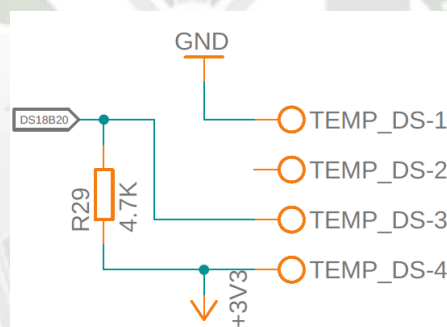 GND
DS18B20
TEMP_DS-1
TEMP_DS-2
R29
4.7K
TEMP_DS-3
TEMP_DS-4
+3V3